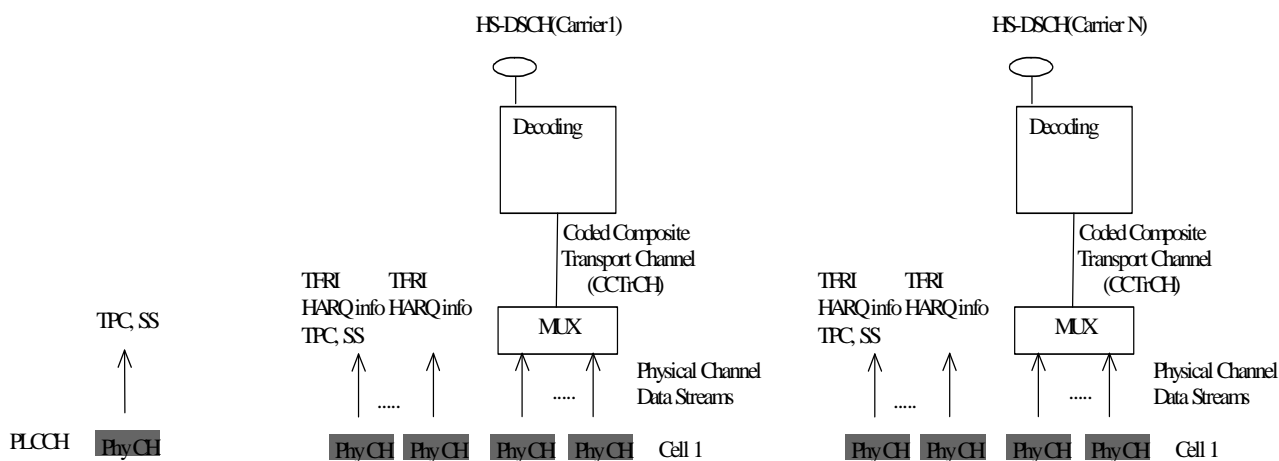 HS-DSCH(Carrier1)
HS-DSCH(Carrier N)
Decoding
Decoding
Coded Composite
Transport Channel
(CCTrCH)
Coded Composite
Transport Channel
(CCTrCH)
TPC, SS
TFRI
HARQ info
TPC, SS
TFRI
HARQ info
MUX
TFRI
HARQ info
TPC, SS
TFRI
HARQ info
MUX
Physical Channel
Data Streams
Physical Channel
Data Streams
.....
.....
.....
.....
PLCCH
Phy CH
Phy CH
Phy CH
Phy CH
Phy CH
Cell 1
Phy CH
Phy CH
Phy CH
Phy CH
Cell 1